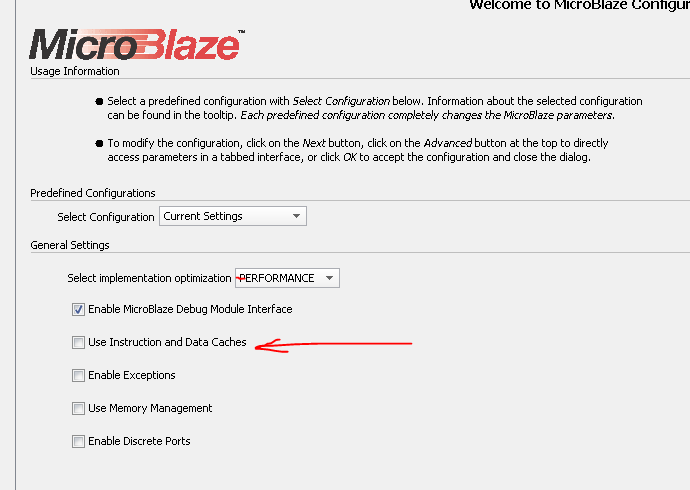 Welcome to MicroBlaze Configur
MicroBlaze™
Usage Information
Select a predefined configuration with Select Configuration below. Information about the selected configuration
can be found in the tooltip. Each predefined configuration completely changes the MicroBlaze parameters.
To modify the configuration, click on the Next button, click on the Advanced button at the top to directly
access parameters in a tabbed interface, or click OK to accept the configuration and close the dialog.
Predefined Configurations
Select Configuration Current Settings
General Settings
Select implementation optimization PERFORMANCE
Enable MicroBlaze Debug Module Interface
Use Instruction and Data Caches
Enable Exceptions
Use Memory Management
Enable Discrete Ports